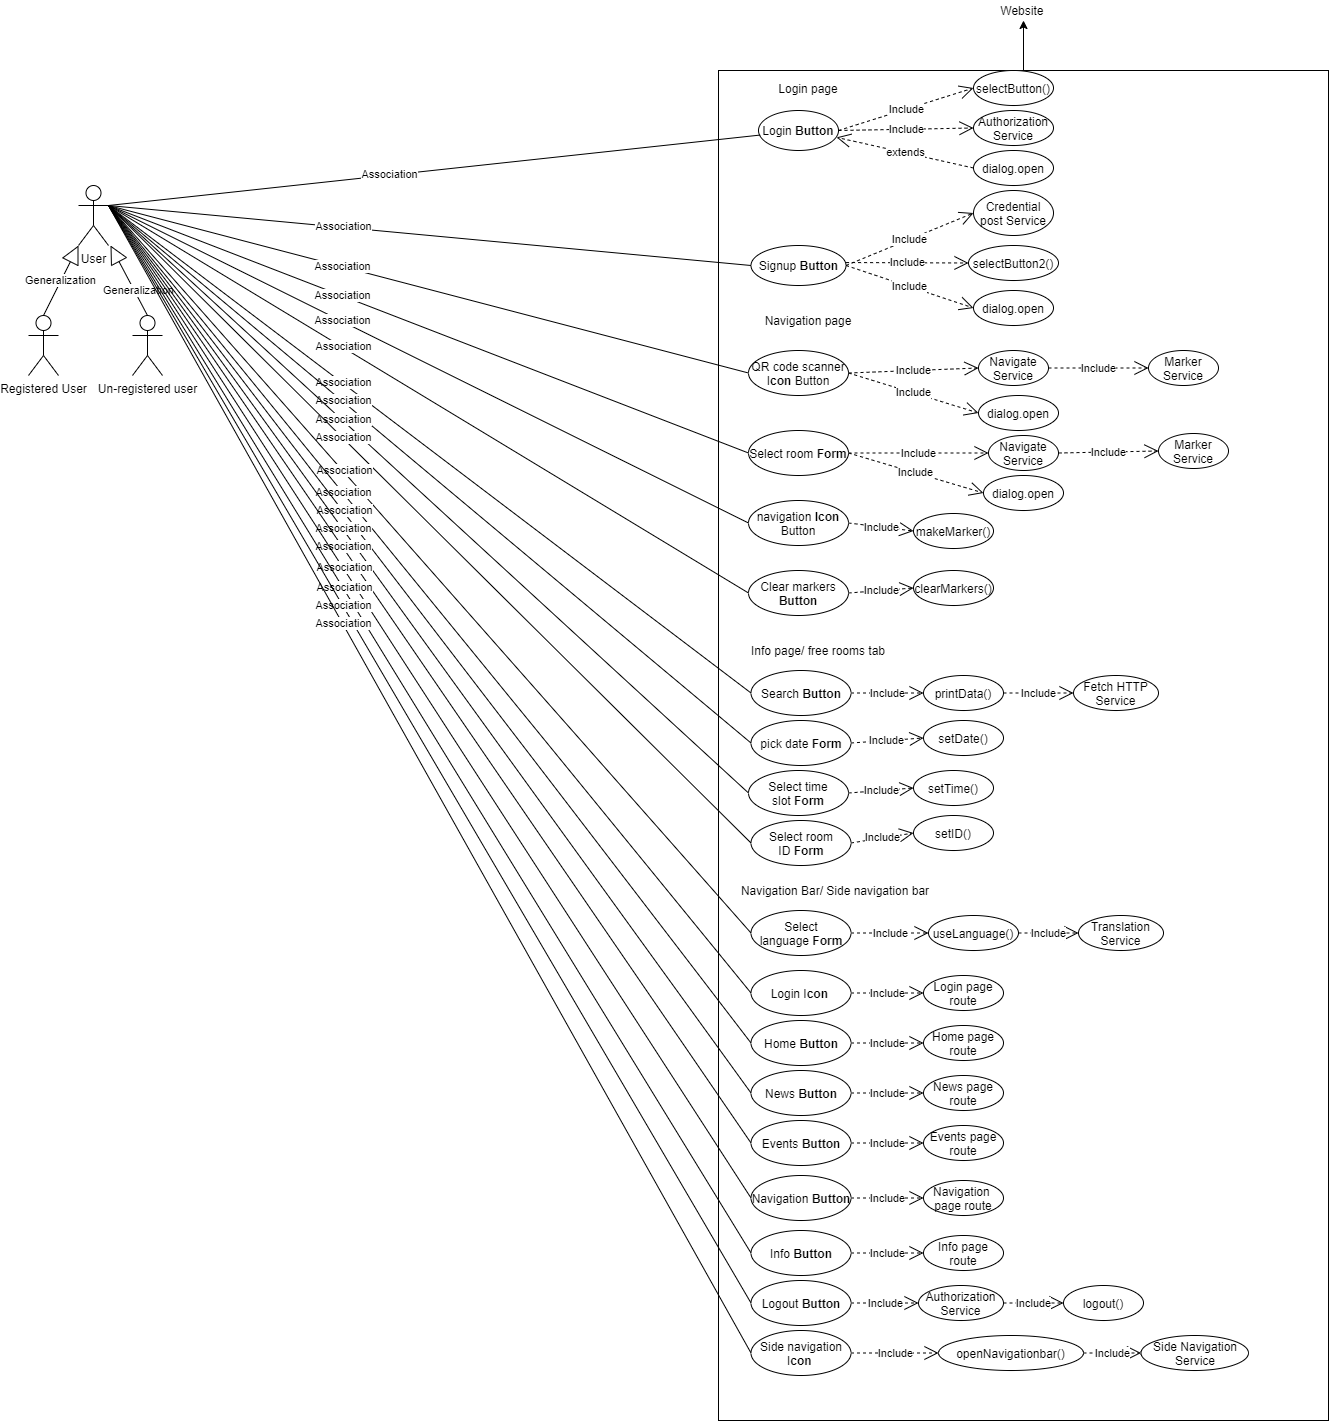 Website
Login page
selectButton()
Include
Login Button
Include
Authorization
Service
extends
dialog.open
Association
Credential
post Service
Association
Include
Signup Button
Include
selectButton2()
Include
dialog.open
User
Generalization
Generalization
Registered User
Un-registered user
Navigation page
Association
QR code scanner
Icon Button
Include
Navigate
Service
Include
Marker
Service
Include
dialog.open
Association
Select room Form
Include
Navigate
Service
Include
Marker
Service
Include
dialog.open
Association
navigation Icon
Button
Include
makeMarker()
Association
Clear markers
Button
Include
clearMarkers()
Info page/ free rooms tab
Association
Search Button
Include
printData()
Include
Fetch HTTP
Service
Association
pick date Form
Include
setDate()
Association
Select time
slot Form
Include
setTime()
Association
Select room
ID Form
Include
setID()
Navigation Bar/ Side navigation bar
Association
Select
language Form
Include
useLanguage()
Include
Translation
Service
Association
Login Icon
Include
Login page
route
Association
Home Button
Include
Home page
route
Association
News Button
Include
News page
route
Association
Events Button
Include
Events page
route
Association
Navigation Button
Include
Navigation
page route
Association
Info Button
Include
Info page
route
Association
Logout Button
Include
Authorization
Service
Include
logout()
Association
Side navigation
Icon
Include
openNavigationbar()
Include
Side Navigation
Service